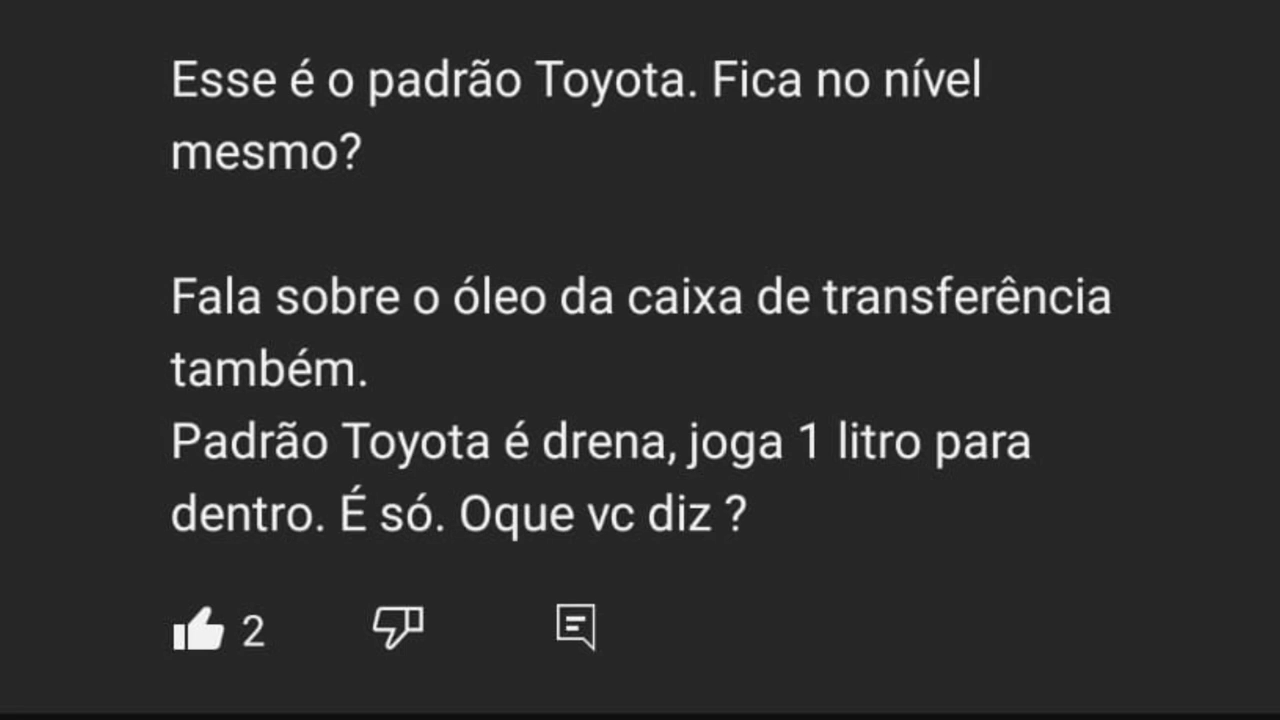 Esse é o padrão Toyota. Fica no nível
mesmo?
Fala sobre o óleo da caixa de transferência
também.
Padrão Toyota é drena, joga 1 litro para
dentro. É só. Oque vc diz ?
2